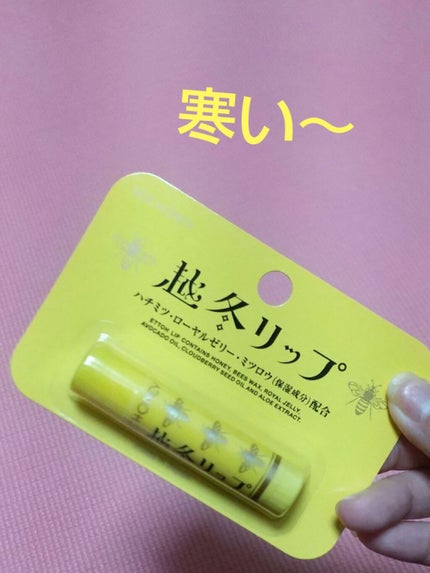 寒い〜
越冬リップ
ハチミツ・ローヤルゼリー・ミツロウ(保湿成分)配合
ETTOH LIP CONTAINS HONEY, BEES WAX, ROYAL JELLY,
AVOCADO OIL, CLOUDBERRY SEED OIL AND ALOE EXTRACT.
越冬リップ